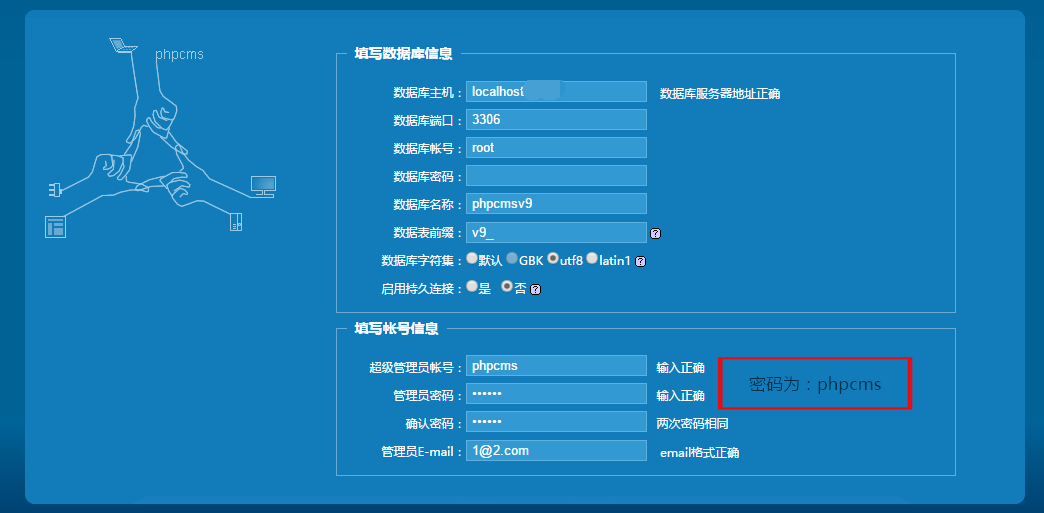 phpcms
填写数据库信息
数据库主机： localhost 数据库服务器地址正确
数据库端口： 3306
数据库帐号： root
数据库密码：
数据库名称： phpcmsv9
数据表前缀： v9_ ?
数据库字符集： 默认 GBK utf8 latin1 ?
启用持久连接： 是 否 ?
填写帐号信息
超级管理员帐号： phpcms 输入正确
管理员密码： •••••• 输入正确
密码为：phpcms
确认密码： •••••• 两次密码相同
管理员E-mail： 1@2.com email格式正确